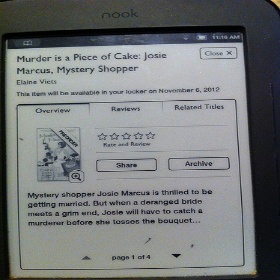 nook
11:16 AM
Murder is a Piece of Cake: Josie
Marcus, Mystery Shopper
Close X
Elaine Viets
This item will be available in your locker on November 6, 2012
Overview
Reviews
Related Titles
PREORDER
Rate and Review
Share
Archive
Mystery shopper Josie Marcus is thrilled to be
getting married. But when a deranged bride
meets a grim end, Josie will have to catch a
murderer before she tosses the bouquet...
page 1 of 4